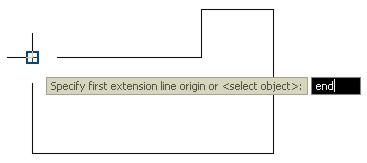 Specify first extension line origin or <select object>: end